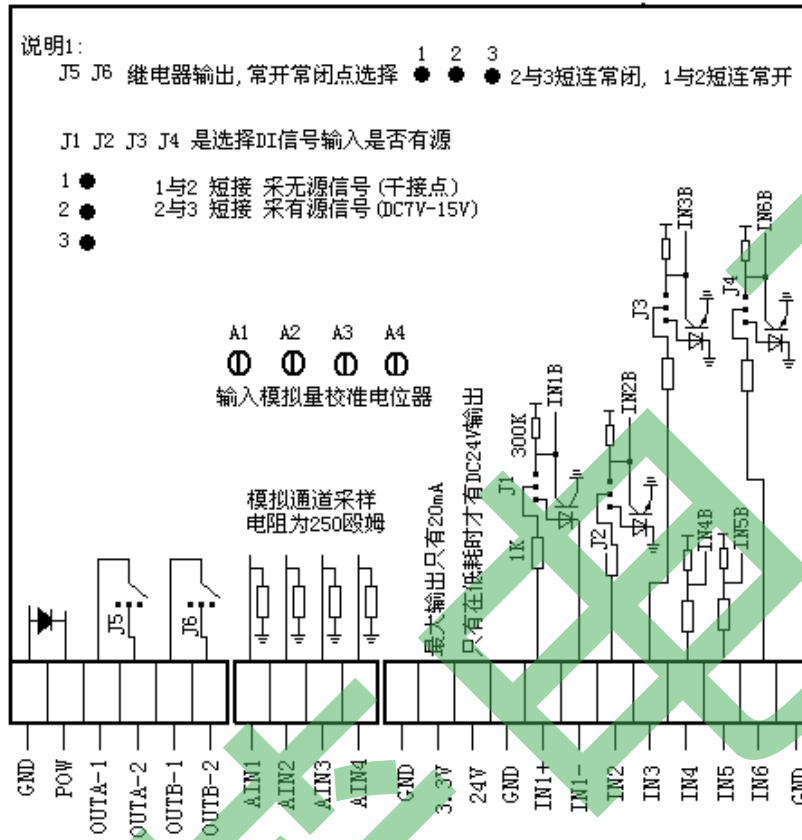 说明1:
J5 J6 继电器输出,常开常闭点选择
1 2 3
2与3短连常闭, 1与2短连常开
J1 J2 J3 J4 是选择DI信号输入是否有源
1
2
3
1与2 短接 采无源信号(干接点)
2与3 短接 采有源信号(DC7V-15V)
A1 A2 A3 A4
输入模拟量校准电位器
模拟通道采样
电阻为250殴姆
最大输出只有20mA
只有在低耗时才有DC24V输出
300K
1K
J1
IN1B
J2
IN2B
J3
IN3B
J4
IN6B
IN4B
IN5B
J5
J6
GND
POW
OUTA-1
OUTA-2
OUTB-1
OUTB-2
AIN1
AIN2
AIN3
AIN4
GND
3.3V
24V
GND
IN1+
IN1-
IN2
IN3
IN4
IN5
IN6
GND